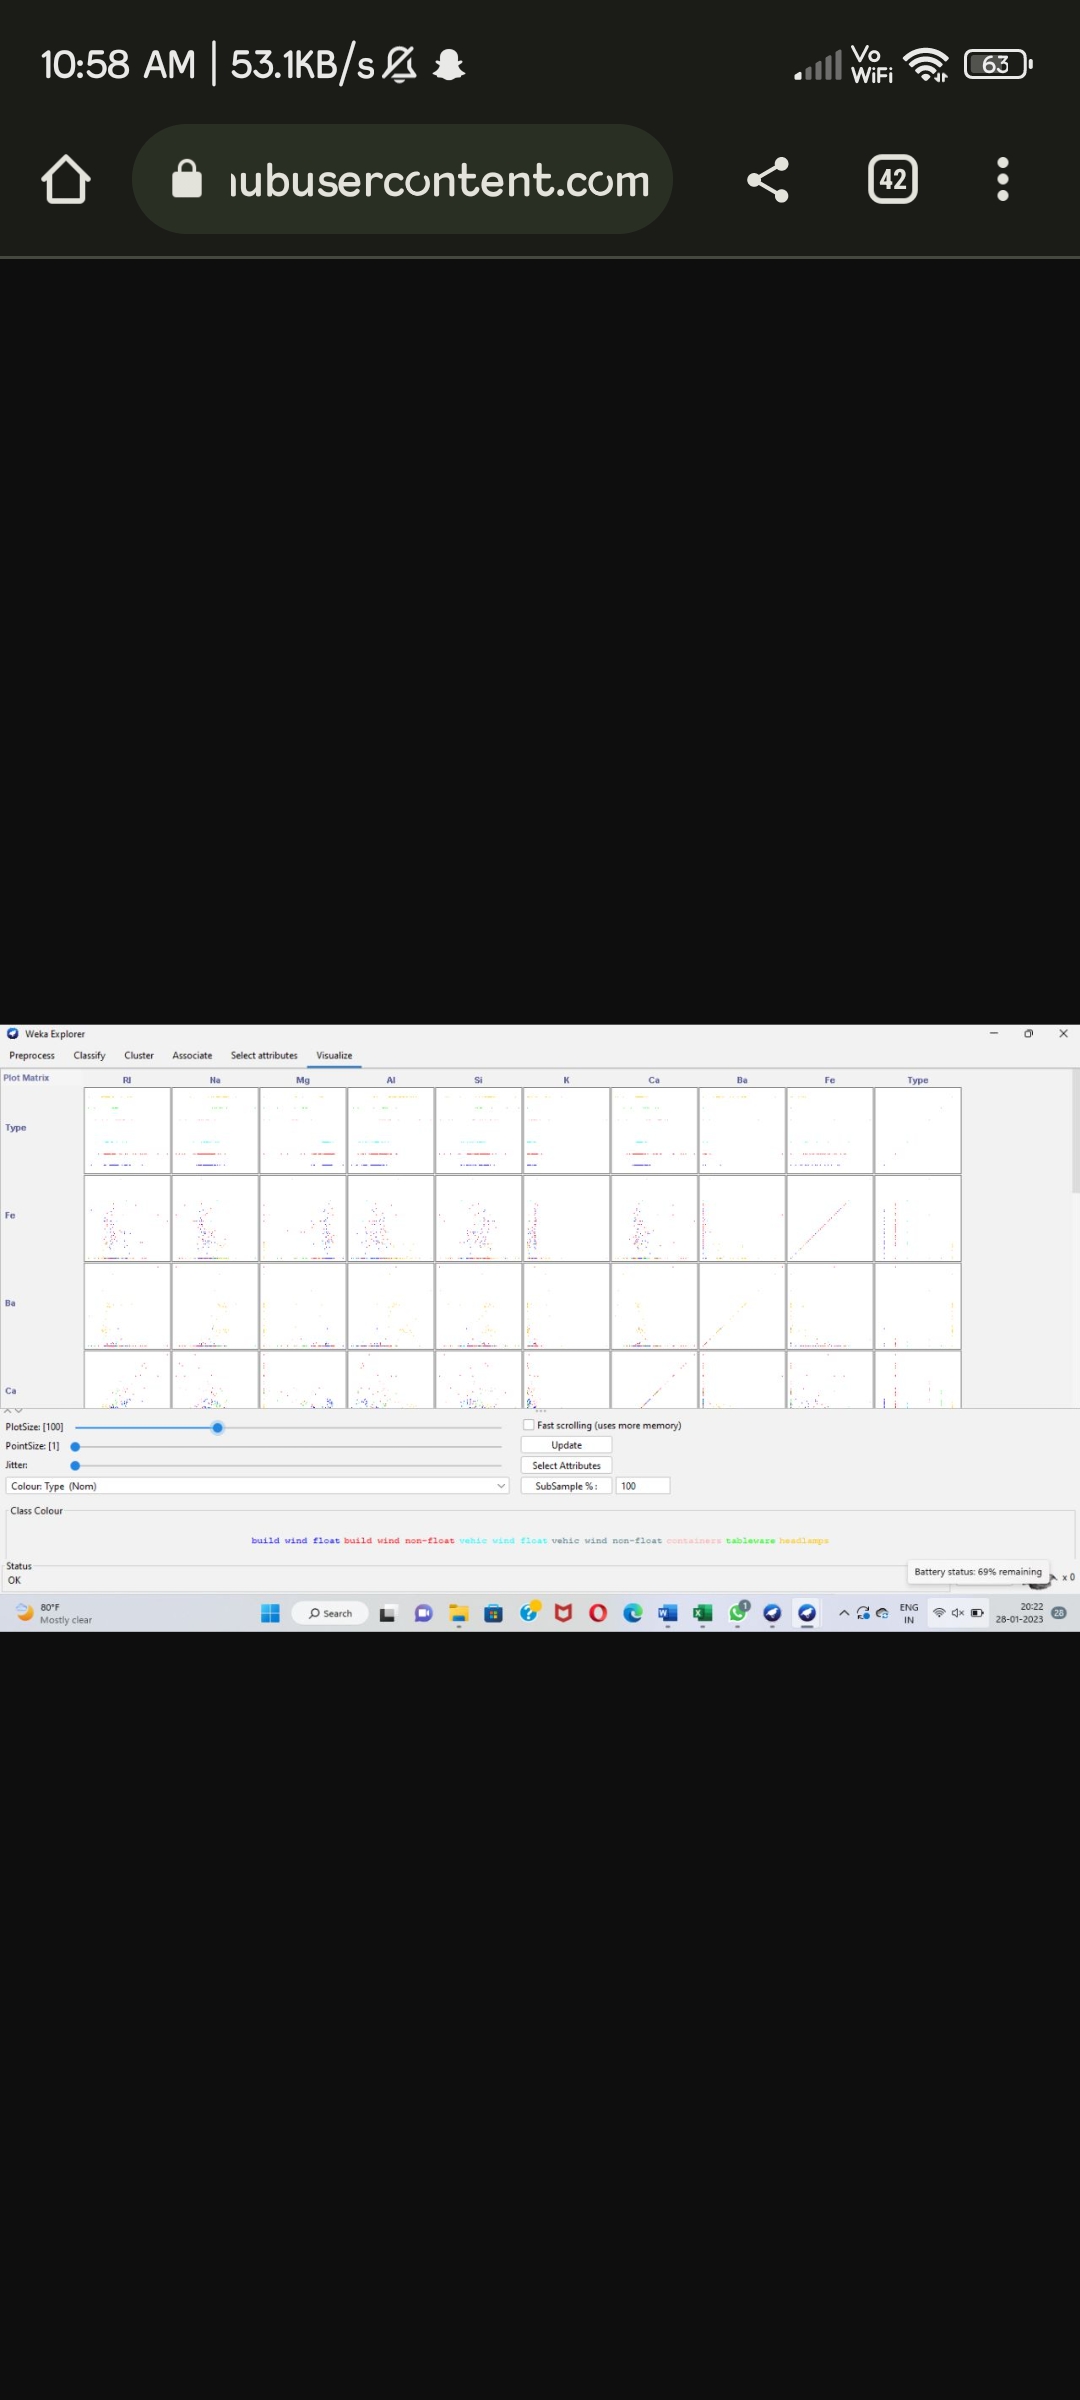 10:58 AM | 53.1KB/s
Vo WiFi 63
ubusercontent.com
42
Weka Explorer
Preprocess Classify Cluster Associate Select attributes Visualize
Plot Matrix RI Na Mg Al Si K Ca Ba Fe Type
Type
Fe
Ba
Ca
PlotSize: [100] Fast scrolling (uses more memory)
PointSize: [1] Update
Jitter: Select Attributes
Colour: Type (Nom) SubSample % : 100
Class Colour
build wind float build wind non-float vehic wind float vehic wind non-float containers tableware headlamps
Status
OK
Battery status: 69% remaining x 0
80°F
Mostly clear
Search
1
ENG
IN
20:22
28-01-2023
28